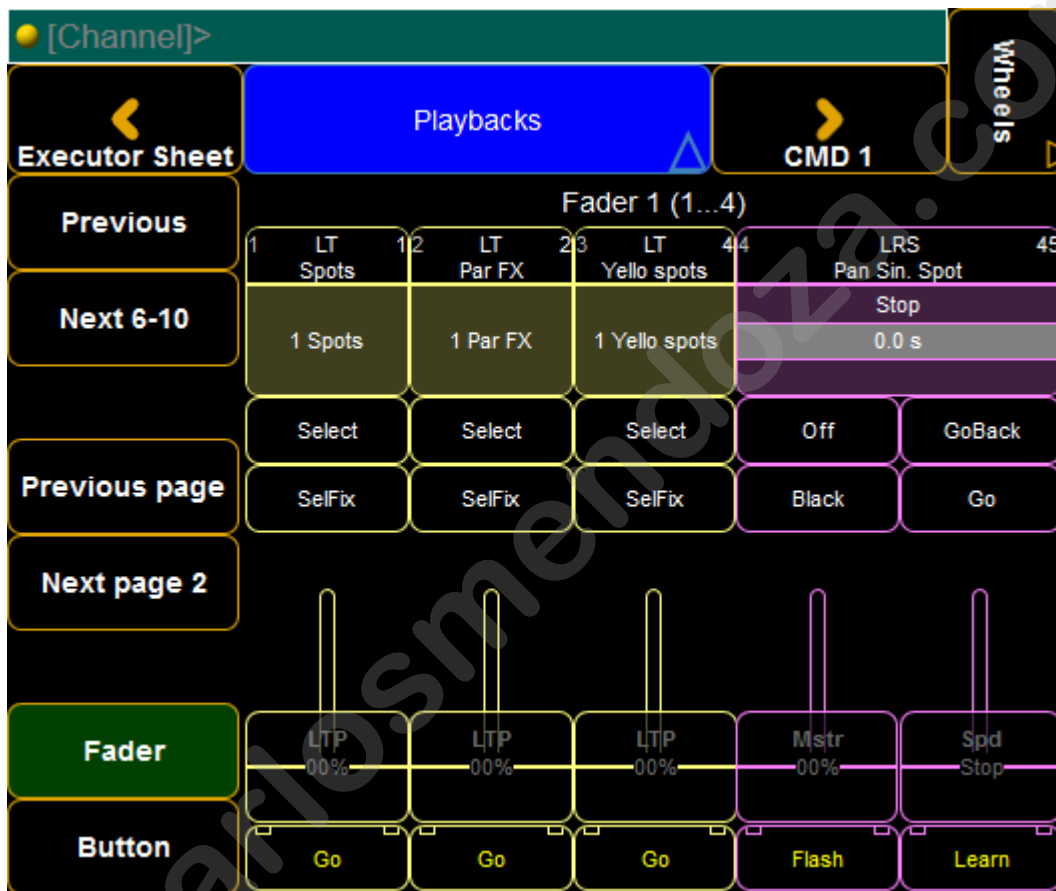 [Channel]>
Wheels
Executor Sheet
Playbacks
CMD 1
Previous
Next 6-10
Previous page
Next page 2
Fader
Button
Fader 1 (1...4)
1 LT 1 2 LT 2 3 LT 4 4 LRS 45
Spots Par FX Yello spots Pan Sin. Spot
Stop
1 Spots 1 Par FX 1 Yello spots 0.0 s
Select Select Select Off GoBack
SelFix SelFix SelFix Black Go
LTP LTP LTP Mstr Spd
00% 00% 00% 00% Stop
Go Go Go Flash Learn
arlosmendoza.co